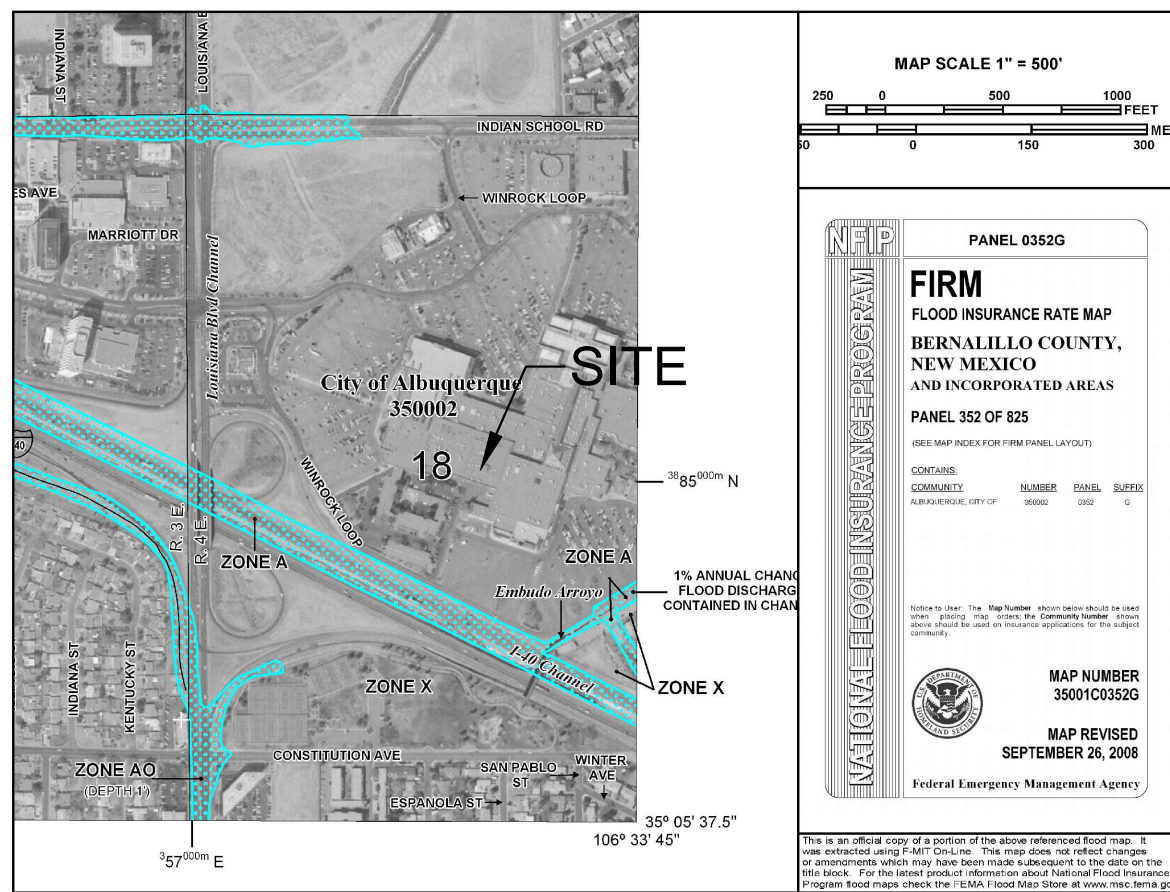 INDIANA ST
LOUISIANA B
INDIAN SCHOOL RD
ES AVE
WINROCK LOOP
MARRIOTT DR
Louisiana Blvd Channel
SITE
City of Albuquerque
350002
18
40
WINROCK LOOP
3885000m N
R. 3 E.
R. 4 E.
ZONE A
ZONE A
Embudo Arroyo
1% ANNUAL CHANC
FLOOD DISCHARG
CONTAINED IN CHAN
I-40 Channel
ZONE X
ZONE X
INDIANA ST
KENTUCKY ST
CONSTITUTION AVE
ZONE AO
(DEPTH 1')
SAN PABLO
ST
WINTER
AVE
ESPANOLA ST
35° 05' 37.5"
106° 33' 45"
357000m E
MAP SCALE 1" = 500'
250 0 500 1000
FEET
ME
50 0 150 300
NFIP
NATIONAL FLOOD INSURANCE PROGRAM
PANEL 0352G
FIRM
FLOOD INSURANCE RATE MAP
BERNALILLO COUNTY,
NEW MEXICO
AND INCORPORATED AREAS
PANEL 352 OF 825
(SEE MAP INDEX FOR FIRM PANEL LAYOUT)
CONTAINS:
COMMUNITY NUMBER PANEL SUFFIX
ALBUQUERQUE, CITY OF 350002 0352 G
Notice to User: The Map Number shown below should be used
when placing map orders; the Community Number shown
above should be used on insurance applications for the subject
community.
U.S. DEPARTMENT OF
HOMELAND SECURITY
MAP NUMBER
35001C0352G
MAP REVISED
SEPTEMBER 26, 2008
Federal Emergency Management Agency
This is an official copy of a portion of the above referenced flood map. It
was extracted using F-MIT On-Line. This map does not reflect changes
or amendments which may have been made subsequent to the date on the
title block. For the latest product information about National Flood Insurance
Program flood maps check the FEMA Flood Map Store at www.msc.fema.go